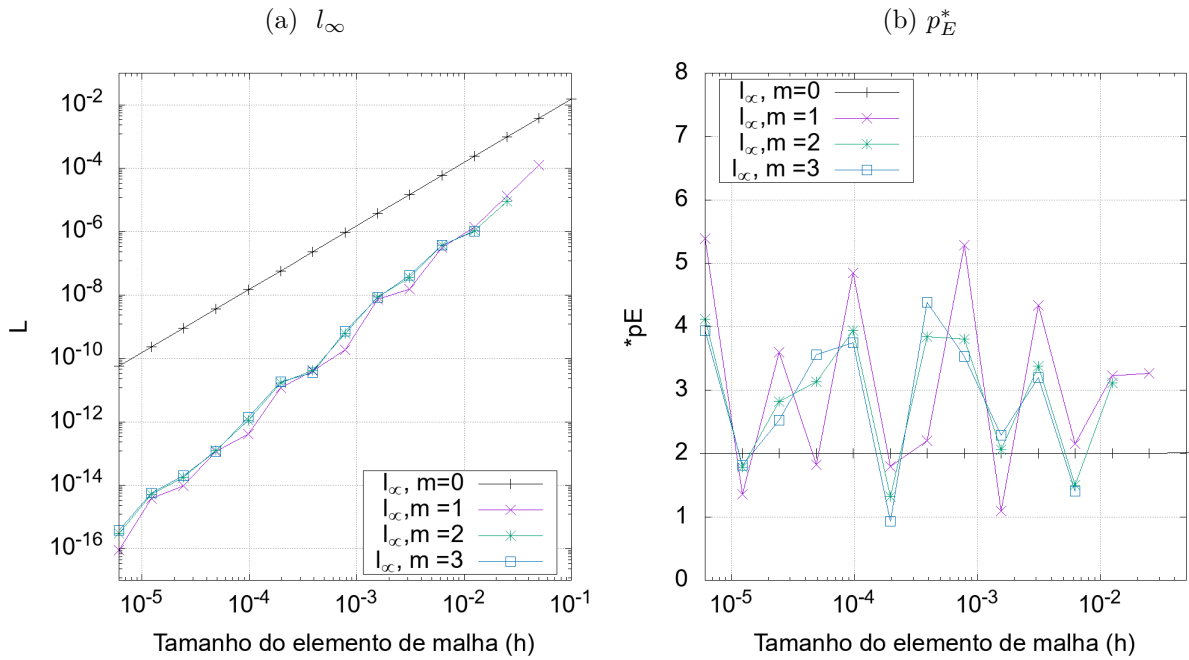 (a) l∞
(b) p*E
10-2
10-4
10-6
10-8
10-10
10-12
10-14
10-16
L
10-5
10-4
10-3
10-2
10-1
Tamanho do elemento de malha (h)
l∞, m=0
l∞,m =1
l∞,m =2
l∞, m =3
8
7
6
5
4
3
2
1
0
*pE
10-5
10-4
10-3
10-2
Tamanho do elemento de malha (h)
l∞, m=0
l∞,m =1
l∞,m =2
l∞, m =3